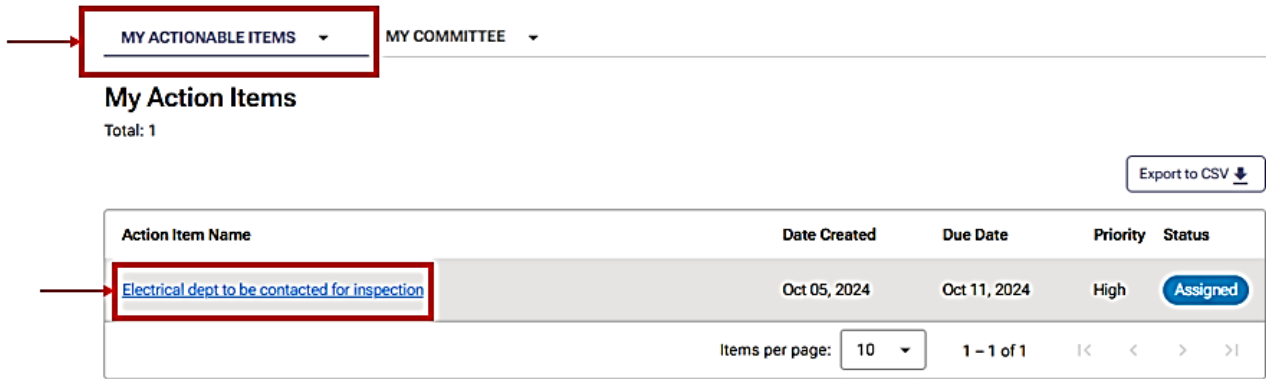 MY ACTIONABLE ITEMS MY COMMITTEE
My Action Items
Total: 1
Export to CSV
Action Item Name Date Created Due Date Priority Status
Electrical dept to be contacted for inspection Oct 05, 2024 Oct 11, 2024 High Assigned
Items per page: 10 1 – 1 of 1